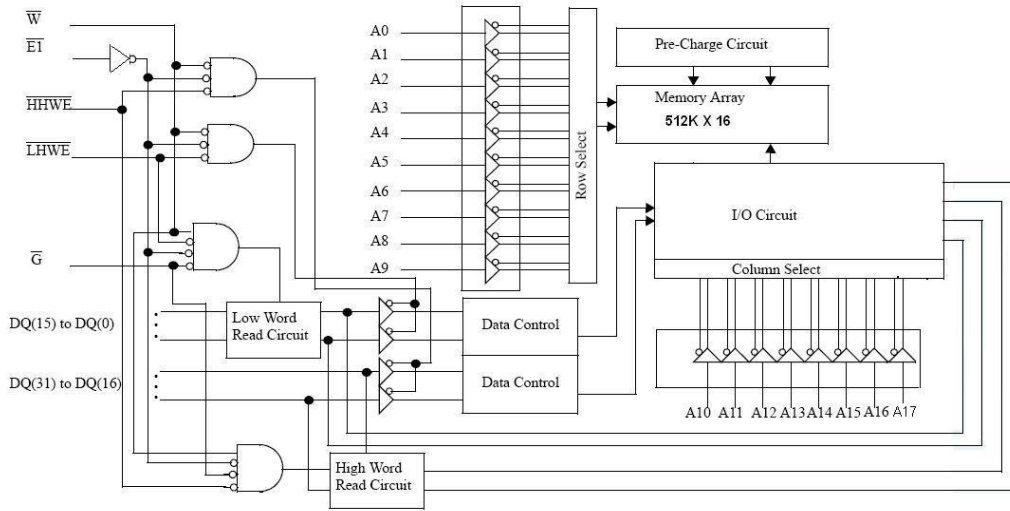 W
E1
HHWE
LHWE
G
DQ(15) to DQ(0)
DQ(31) to DQ(16)
Low Word
Read Circuit
High Word
Read Circuit
A0
A1
A2
A3
A4
A5
A6
A7
A8
A9
Row Select
Data Control
Data Control
Pre-Charge Circuit
Memory Array
512K X 16
I/O Circuit
Column Select
A10
A11
A12
A13
A14
A15
A16
A17